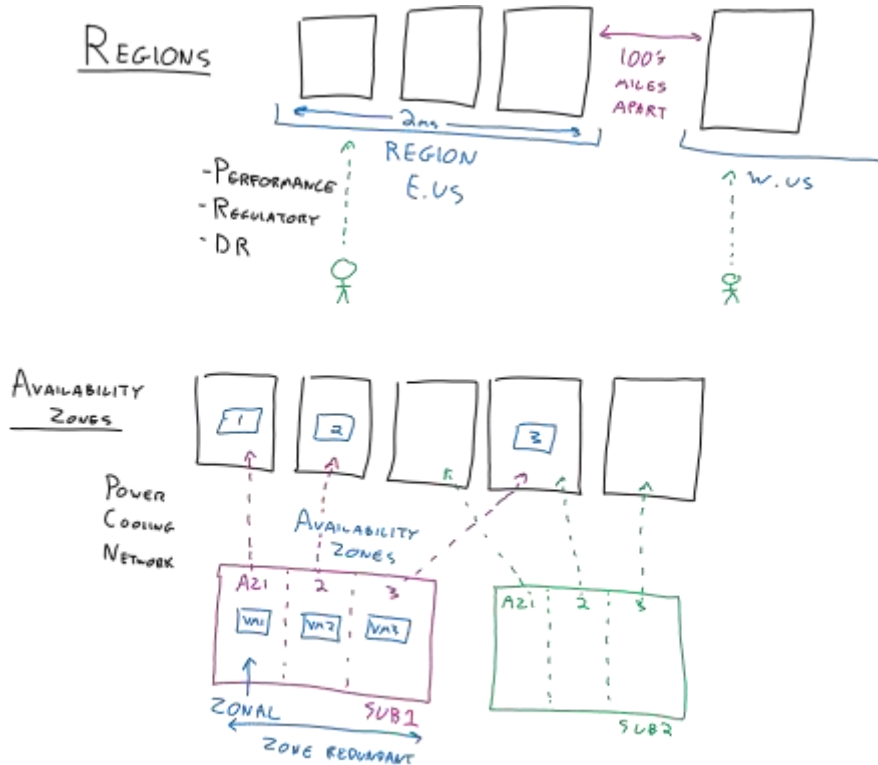 REGIONS
100's
MILES
APART
2ms
REGION
E.US
W.US
-PERFORMANCE
-REGULATORY
-DR
AVAILABILITY
ZONES
1
2
3
POWER
COOLING
NETWORK
AVAILABILITY
ZONES
AZ1 2 3
VM1 VM2 VM3
ZONAL
SUB1
ZONE REDUNDANT
AZ1 2 3
SUB2